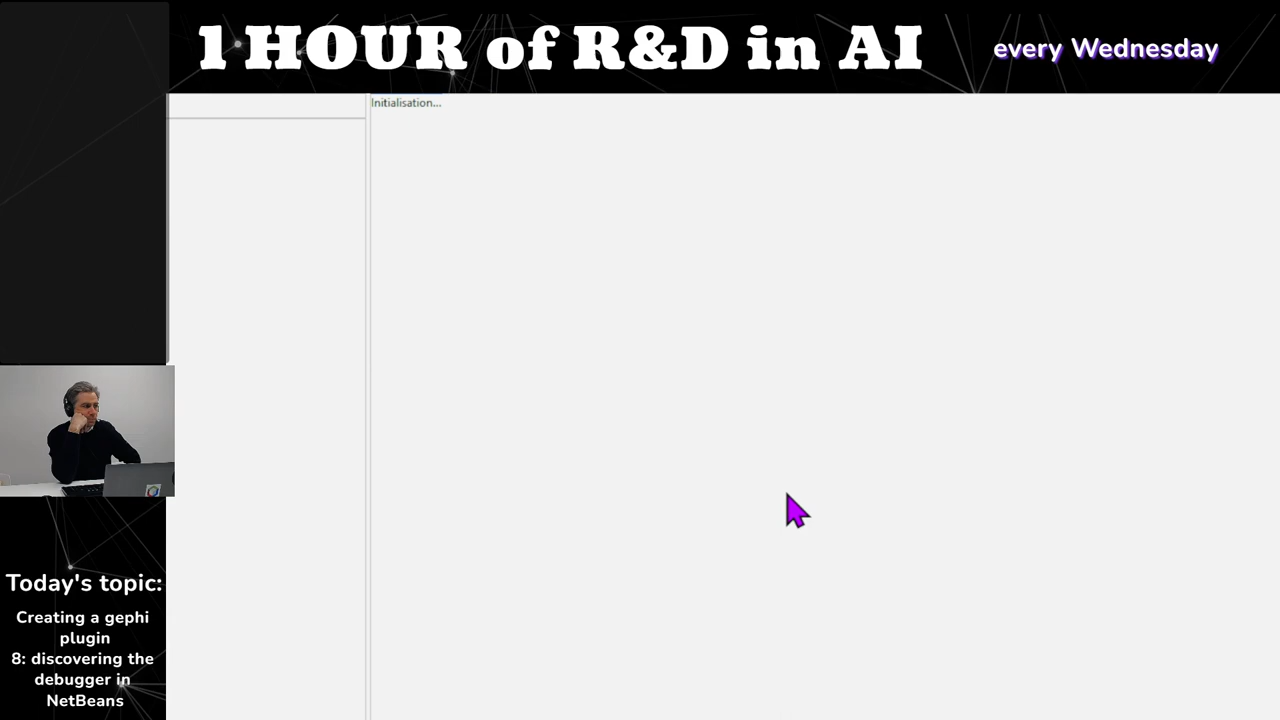 1 HOUR of R&D in AI
every Wednesday
Initialisation...
Today's topic:
Creating a gephi
plugin
8: discovering the
debugger in
NetBeans